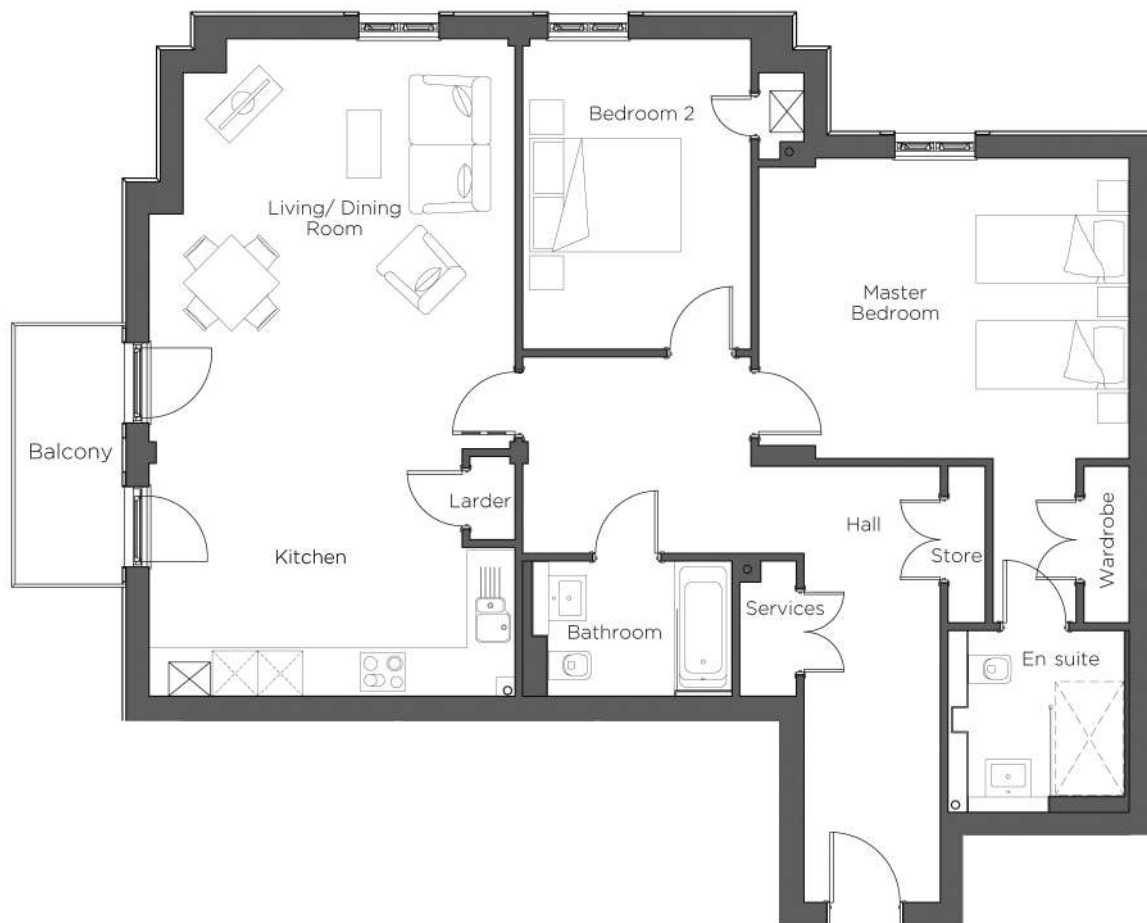 Bedroom 2
Living/ Dining
Room
Master
Bedroom
Balcony
Larder
Hall
Kitchen
Store
Wardrobe
Services
Bathroom
En suite